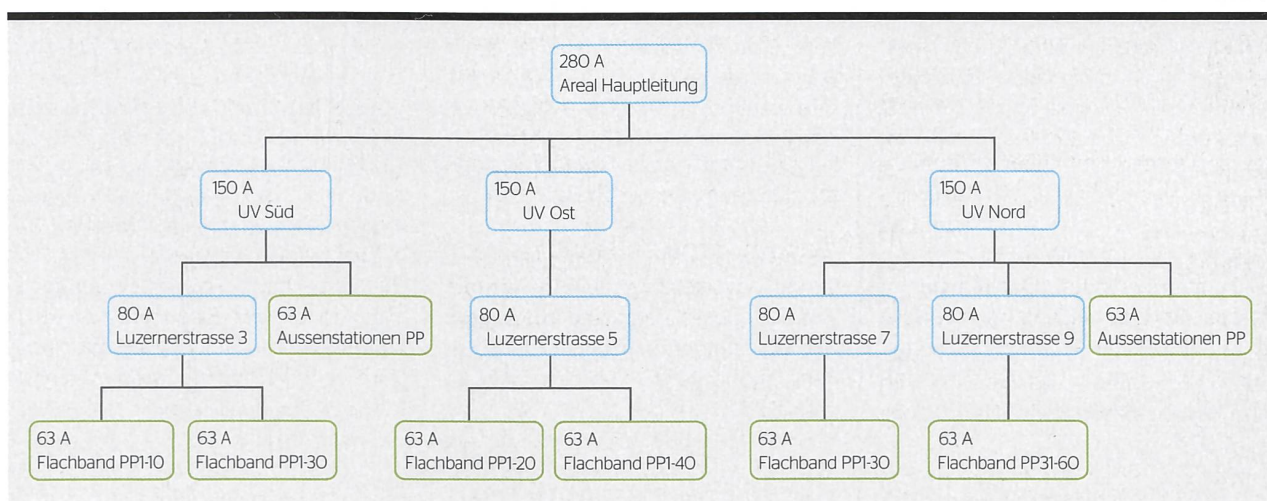 280 A
Areal Hauptleitung
150 A
UV Süd
150 A
UV Ost
150 A
UV Nord
80 A
Luzernerstrasse 3
63 A
Aussenstationen PP
80 A
Luzernerstrasse 5
80 A
Luzernerstrasse 7
80 A
Luzernerstrasse 9
63 A
Aussenstationen PP
63 A
Flachband PP1-10
63 A
Flachband PP1-30
63 A
Flachband PP1-20
63 A
Flachband PP1-40
63 A
Flachband PP1-30
63 A
Flachband PP31-60